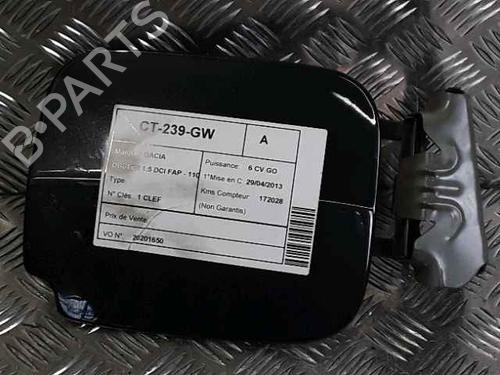 B-PARTS
CT-239-GW
A
Marque DACIA
Puissance: 6 CV GO
1.5 DCI FAP - 110
1°Mise en C: 29/04/2013
Type:
Kms Compteur: 172028
N° Clés: 1 CLEF
(Non Garantis)
Prix de Vente
VO N° 20201650